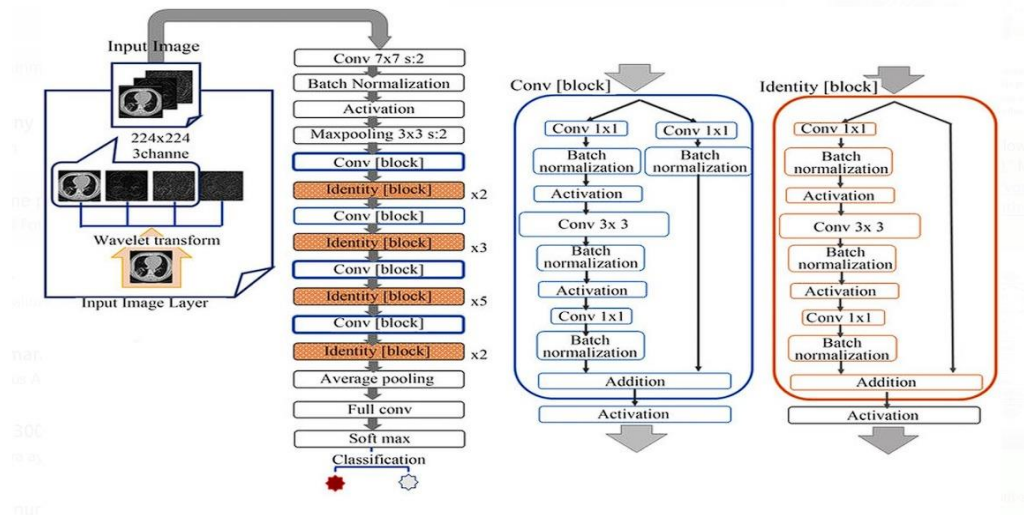 Input Image
224x224
3channe
Wavelet transform
Input Image Layer
Conv 7x7 s:2
Batch Normalization
Activation
Maxpooling 3x3 s:2
Conv [block]
Identity [block]
x2
Conv [block]
Identity [block]
x3
Conv [block]
Identity [block]
x5
Conv [block]
Identity [block]
x2
Average pooling
Full conv
Soft max
Classification
Conv [block]
Conv 1x1
Conv 1x1
Batch
normalization
Batch
normalization
Activation
Conv 3x 3
Batch
normalization
Activation
Conv 1x1
Batch
normalization
Addition
Activation
Identity [block]
Conv 1x1
Batch
normalization
Activation
Conv 3x 3
Batch
normalization
Activation
Conv 1x1
Batch
normalization
Addition
Activation